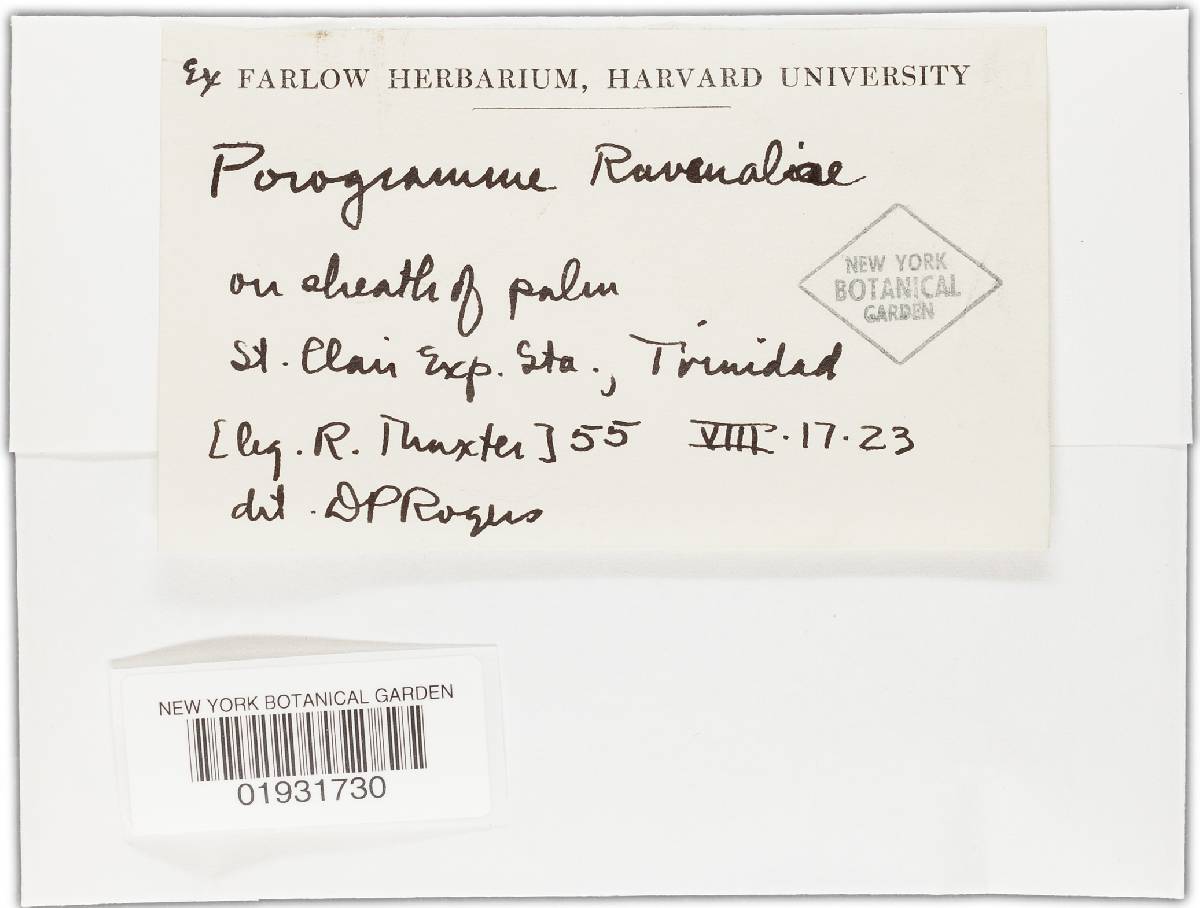 Ex FARLOW HERBARIUM, HARVARD UNIVERSITY
Porogramme Ravenaliae
on sheath of palm
St. Clair Exp. Sta., Trinidad
[leg. R. Thaxter] 55 VIII.17.23
det. DPRogers
NEW YORK
BOTANICAL
GARDEN
NEW YORK BOTANICAL GARDEN
01931730